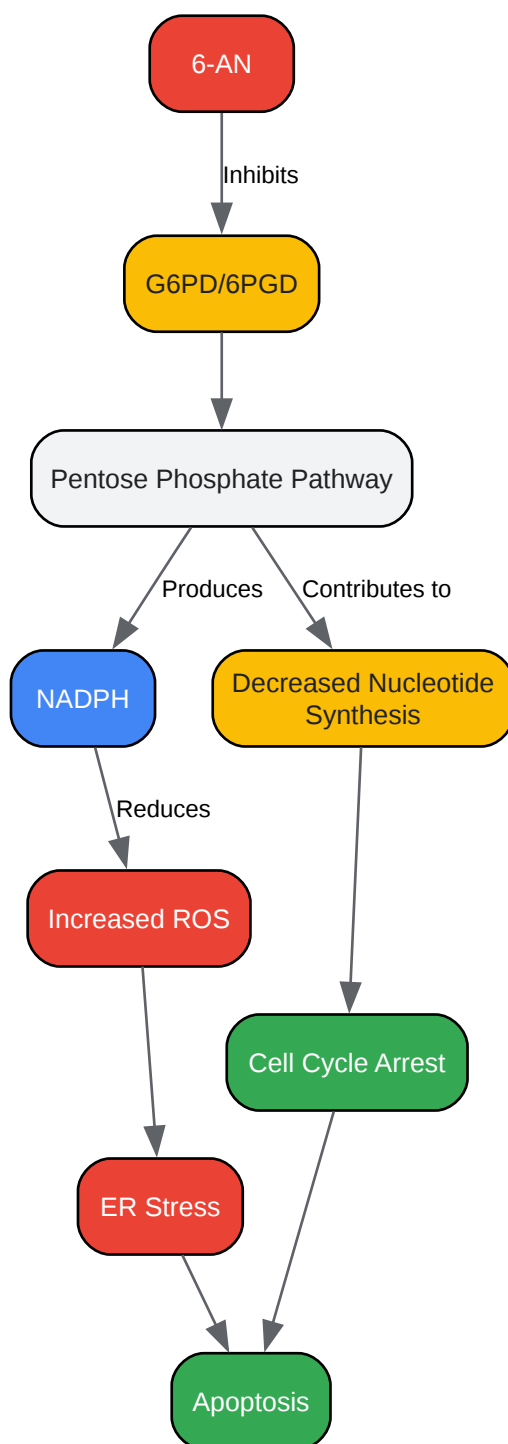 6-AN
Inhibits
G6PD/6PGD
Pentose Phosphate Pathway
Produces
Contributes to
NADPH
Decreased Nucleotide
Synthesis
Reduces
Increased ROS
Cell Cycle Arrest
ER Stress
Apoptosis